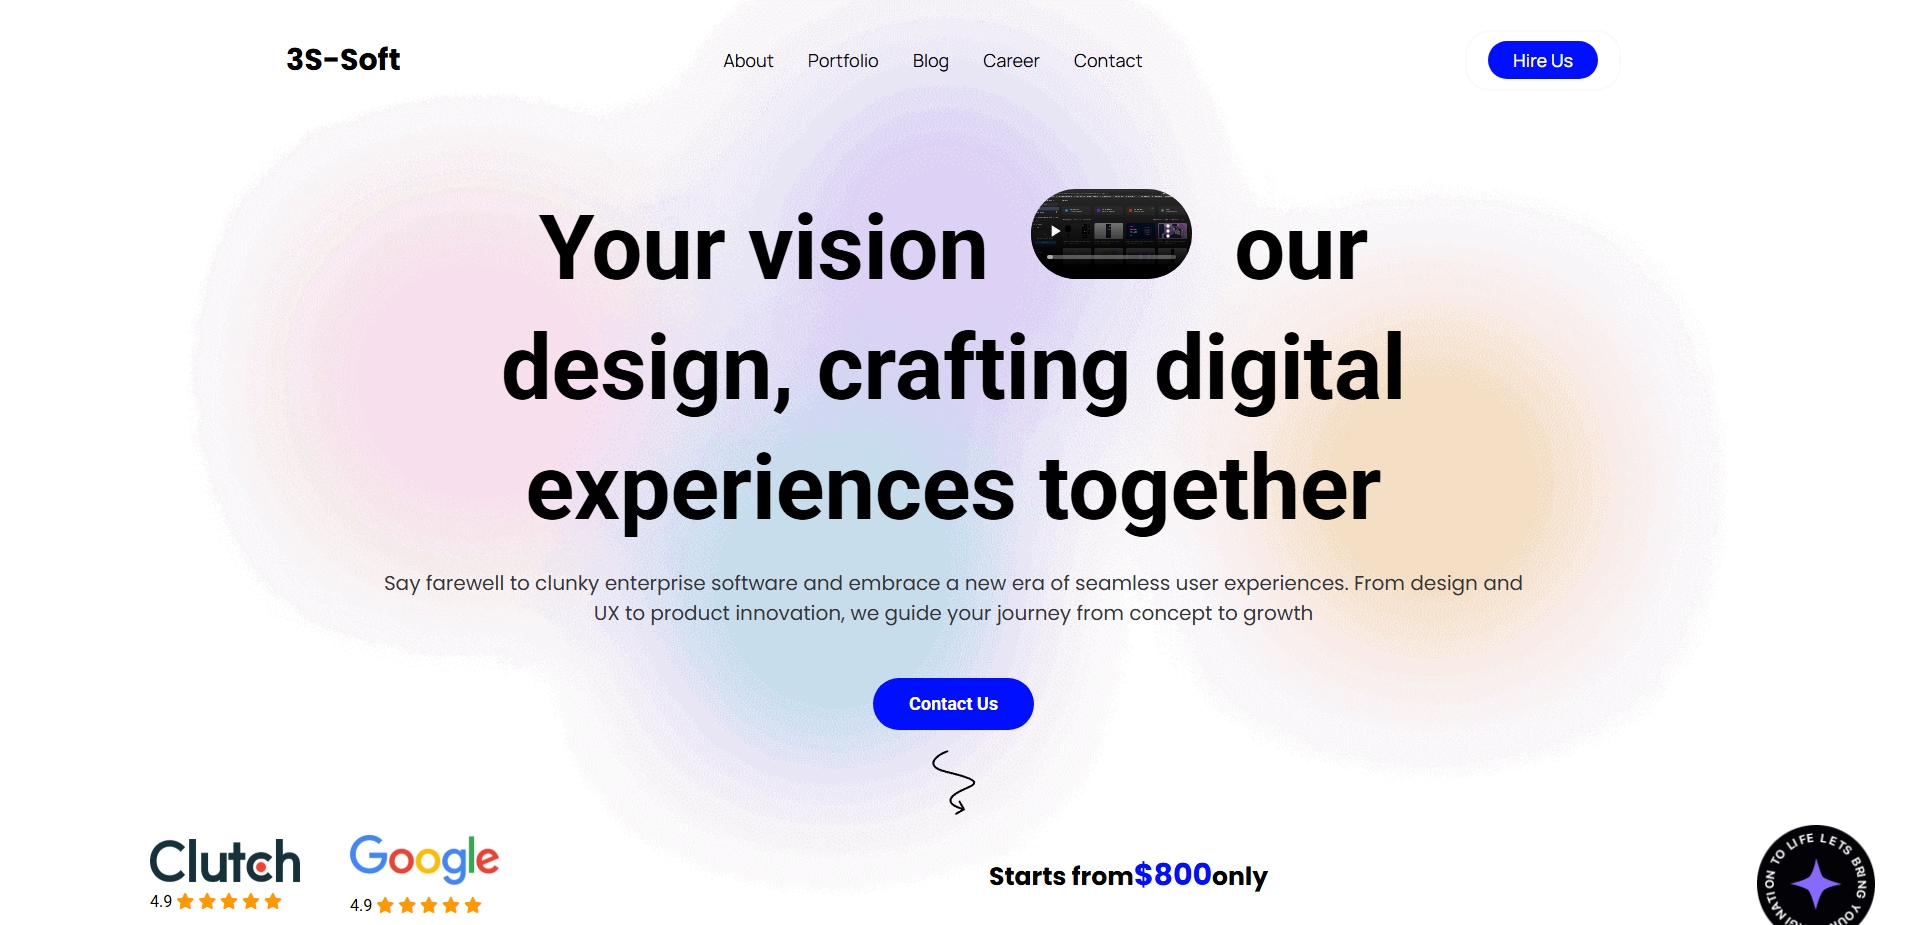 3S-Soft
About Portfolio Blog Career Contact
Hire Us
Your vision our
design, crafting digital
experiences together
Say farewell to clunky enterprise software and embrace a new era of seamless user experiences. From design and
UX to product innovation, we guide your journey from concept to growth
Contact Us
Clutch
4.9
Google
4.9
Starts from$800only
TO LIFE LETS BRING YOUR